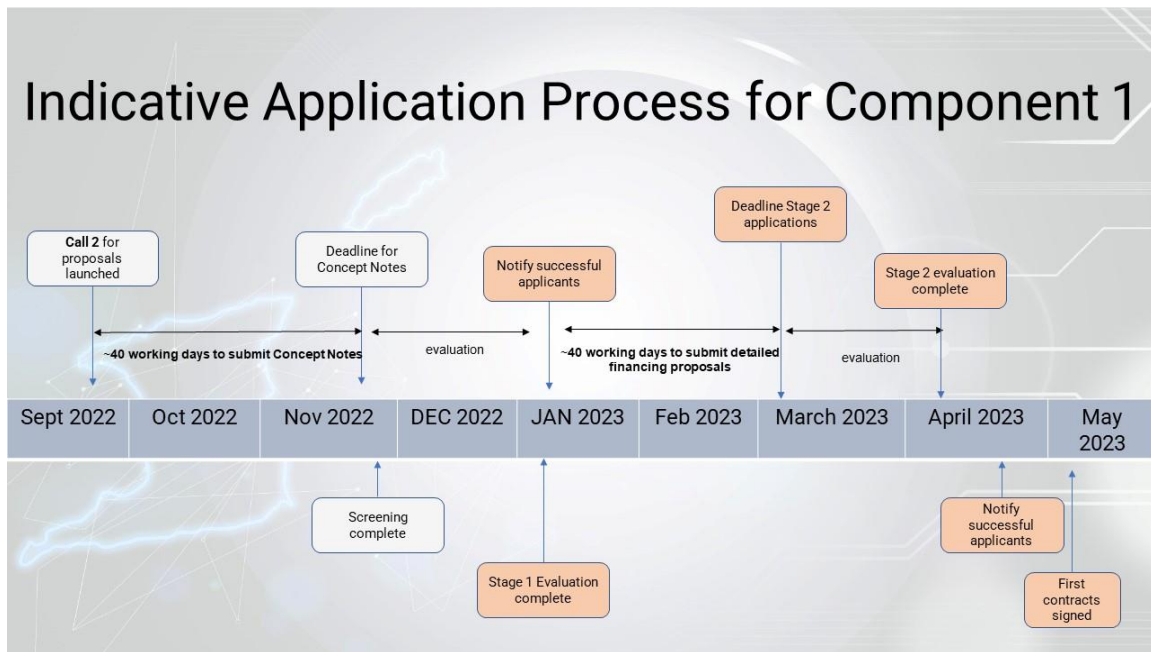 Indicative Application Process for Component 1
Call 2 for
proposals
launched
Deadline for
Concept Notes
Notify successful
applicants
Deadline Stage 2
applications
Stage 2 evaluation
complete
~40 working days to submit Concept Notes
evaluation
~40 working days to submit detailed
financing proposals
evaluation
Sept 2022
Oct 2022
Nov 2022
DEC 2022
JAN 2023
Feb 2023
March 2023
April 2023
May
2023
Screening
complete
Stage 1 Evaluation
complete
Notify
successful
applicants
First
contracts
signed